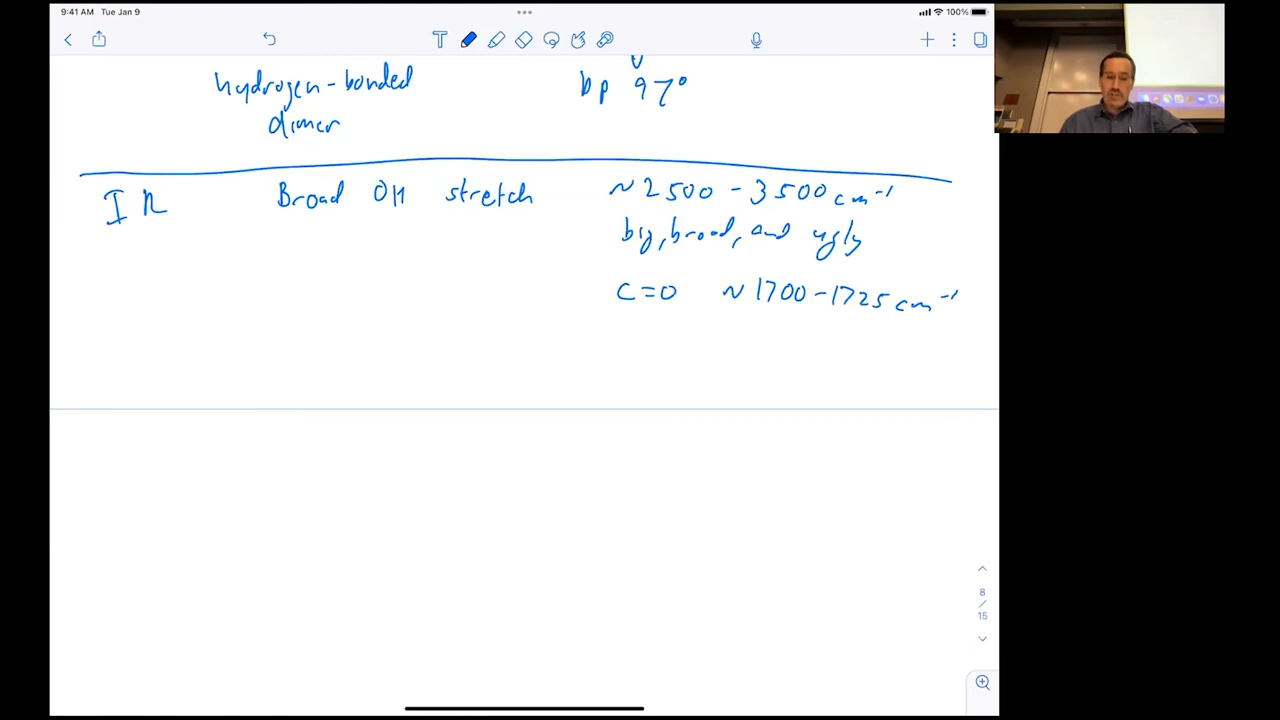 9:41 AM Tue Jan 9
100%
hydrogen-bonded
dimer
bp 97°
IR Broad OH stretch ~2500 - 3500 cm⁻¹
big, broad, and ugly
C=O ~1700-1725 cm⁻¹
8
/
15